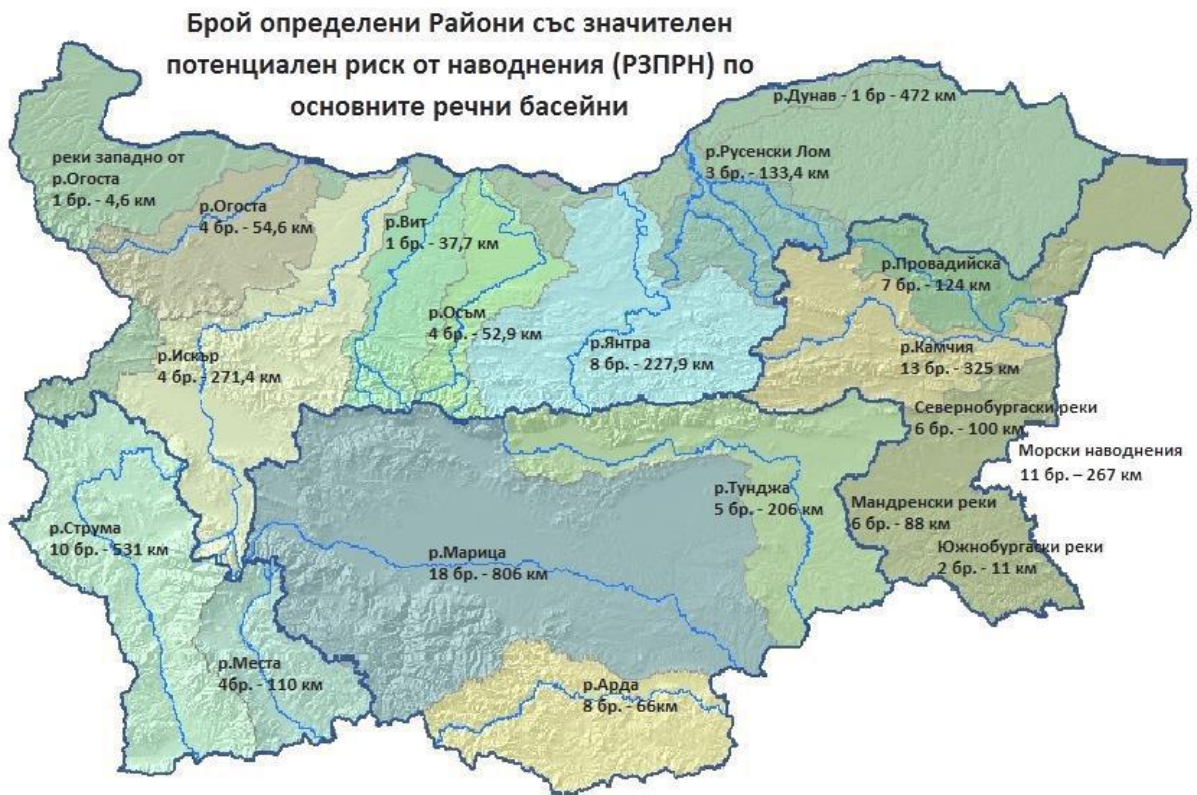 Брой определени Райони със значителен
потенциален риск от наводнения (РЗПРН) по
основните речни басейни
р.Дунав - 1 бр - 472 км
реки западно от
р.Огоста
1 бр. - 4,6 км
р.Огоста
4 бр. - 54,6 км
р.Вит
1 бр. - 37,7 км
р.Русенски Лом
3 бр. - 133,4 км
р.Провадийска
7 бр. - 124 км
р.Осъм
4 бр. - 52,9 км
р.Искър
4 бр. - 271,4 км
р.Янтра
8 бр. - 227,9 км
р.Камчия
13 бр. - 325 км
Севернобургаски реки
6 бр. - 100 км
Морски наводнения
11 бр. – 267 км
р.Струма
10 бр. - 531 км
р.Марица
18 бр. - 806 км
р.Тунджа
5 бр. - 206 км
Мандренски реки
6 бр. - 88 км
Южнобургаски реки
2 бр. - 11 км
р.Места
4бр. - 110 км
р.Арда
8 бр. - 66км